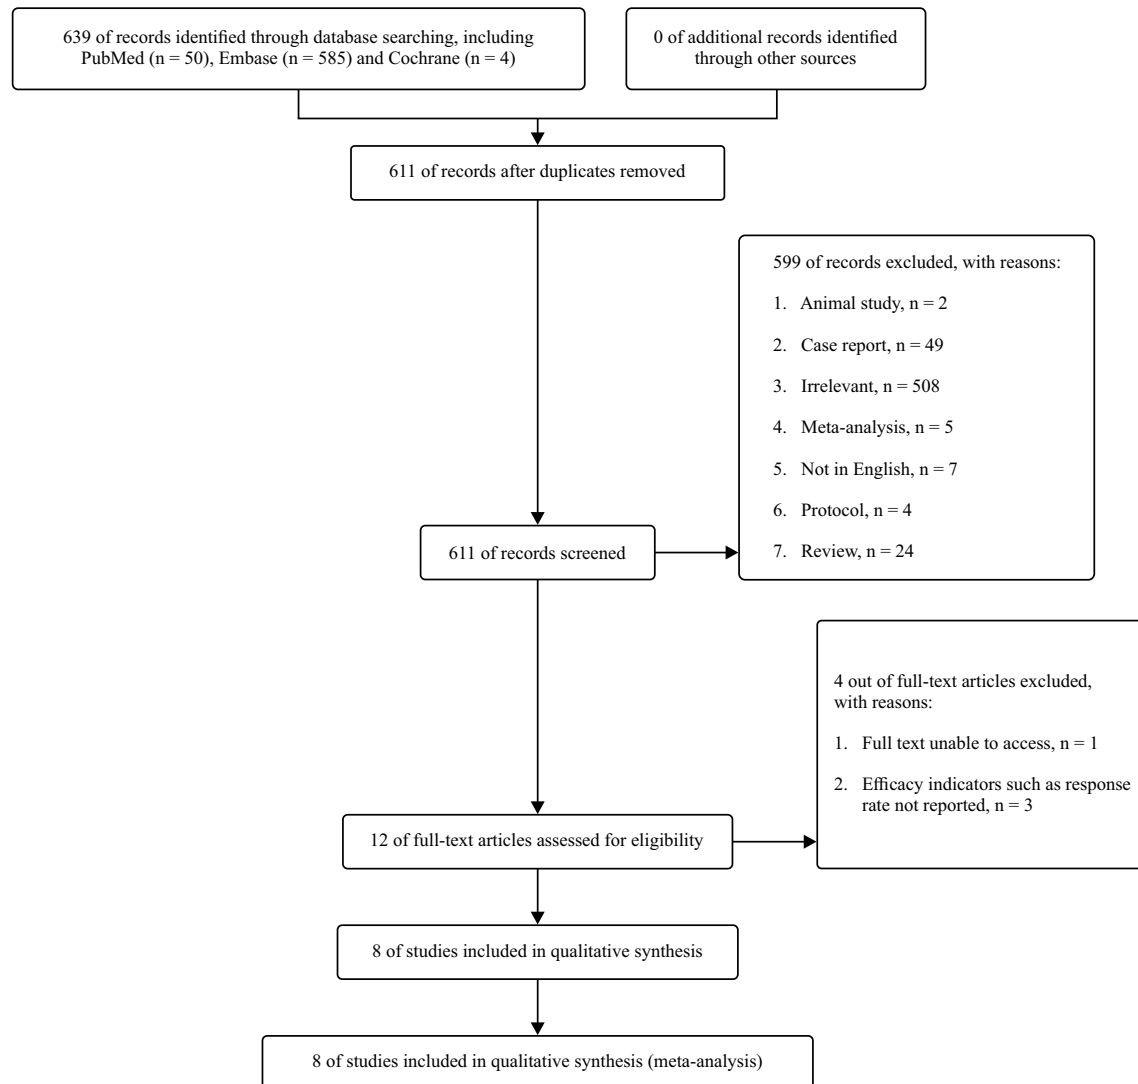 639 of records identified through database searching, including
PubMed (n = 50), Embase (n = 585) and Cochrane (n = 4)
0 of additional records identified
through other sources
611 of records after duplicates removed
599 of records excluded, with reasons:
1. Animal study, n = 2
2. Case report, n = 49
3. Irrelevant, n = 508
4. Meta-analysis, n = 5
5. Not in English, n = 7
6. Protocol, n = 4
7. Review, n = 24
611 of records screened
4 out of full-text articles excluded,
with reasons:
1. Full text unable to access, n = 1
2. Efficacy indicators such as response
rate not reported, n = 3
12 of full-text articles assessed for eligibility
8 of studies included in qualitative synthesis
8 of studies included in qualitative synthesis (meta-analysis)